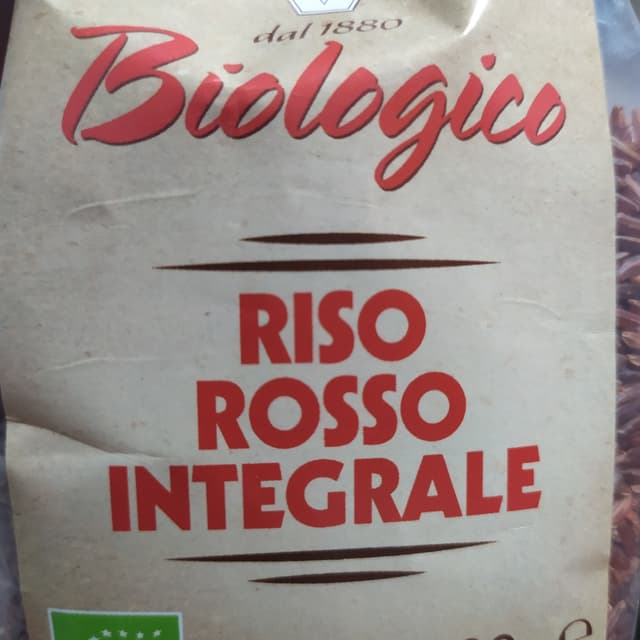 dal 1880
Biologico
RISO
ROSSO
INTEGRALE
e